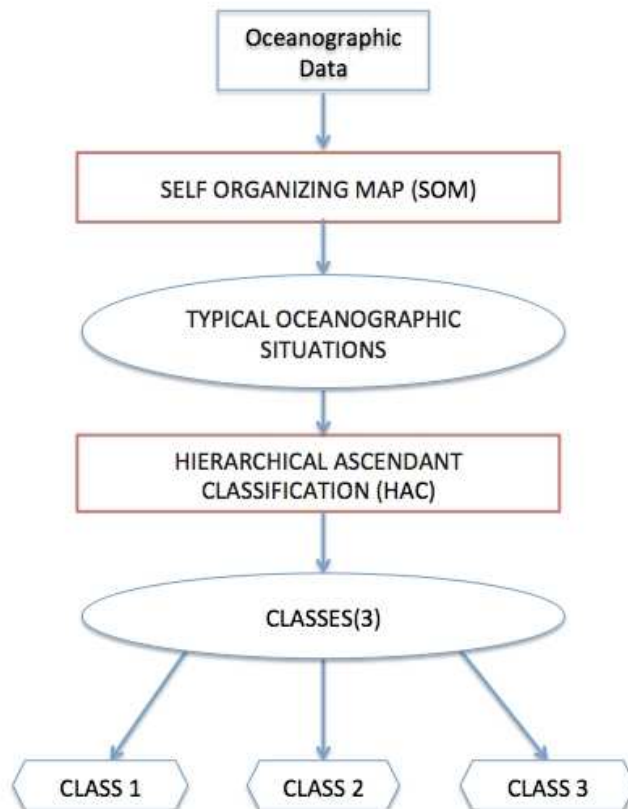 Oceanographic
Data
SELF ORGANIZING MAP (SOM)
TYPICAL OCEANOGRAPHIC
SITUATIONS
HIERARCHICAL ASCENDANT
CLASSIFICATION (HAC)
CLASSES(3)
CLASS 1
CLASS 2
CLASS 3